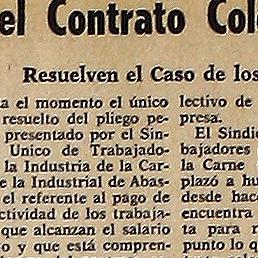 el Contrato Col
Resuelven el Caso de los
a el momento el único
resuelto del pliego pe-
presentado por el Sin-
Unico de Trabajado-
la Industria de la Car-
e la Industrial de Abas-
el referente al pago de
ctividad de los trabaja-
que alcanzan el salario
o y que está compren-
lectivo de
presa.
El Sindic
bajadores
la Carne
plazó a hu
desde hace
encuentra
ta para r
punto lo q